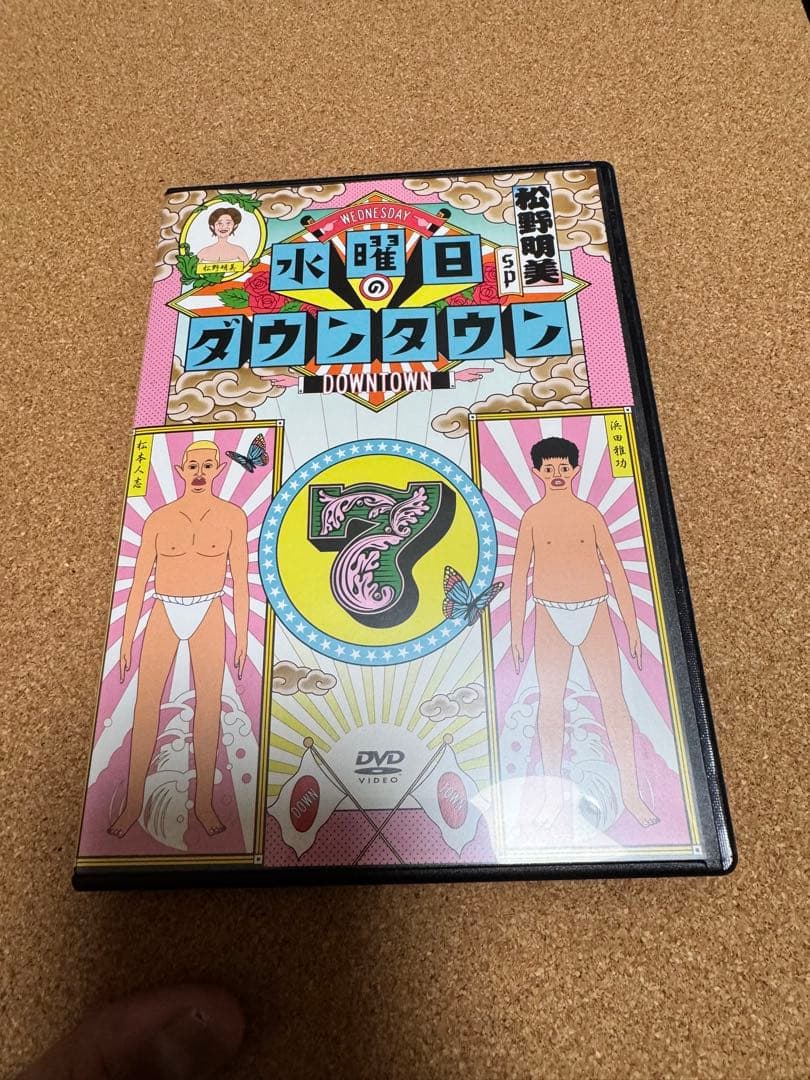 WEDNESDAY
水曜日
の
ダウンタウン
DOWNTOWN
松野明美
sp
松野明美
松本人志
浜田雅功
7
DVD
VIDEO
DOWN
TOWN